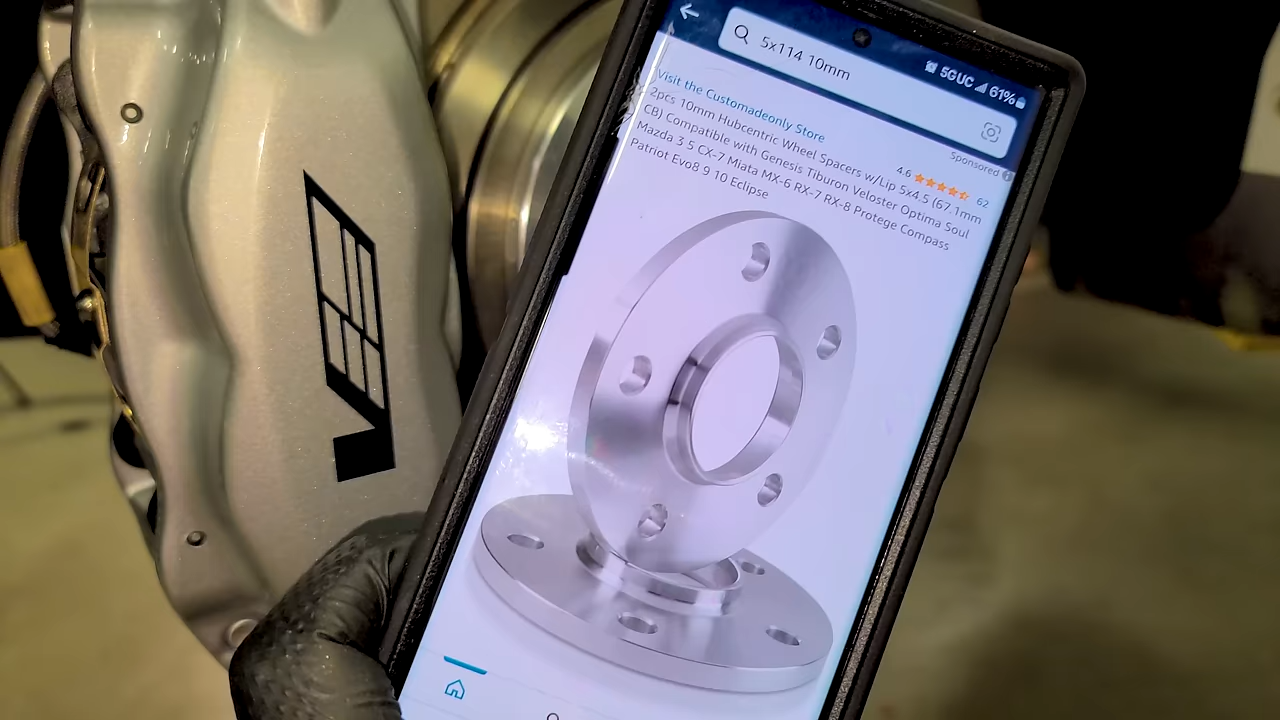 5x114 10mm
5GUC 61%
Sponsored
Visit the Customadeonly Store
4.6 62
2pcs 10mm Hubcentric Wheel Spacers w/Lip 5x4.5 (67.1mm
CB) Compatible with Genesis Tiburon Veloster Optima Soul
Mazda 3 5 CX-7 Miata MX-6 RX-7 RX-8 Protege Compass
Patriot Evo8 9 10 Eclipse